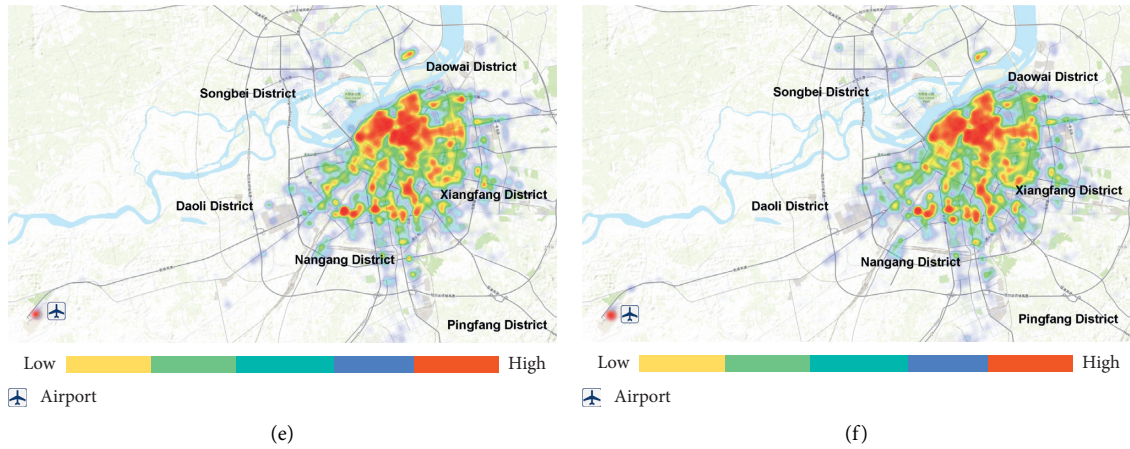 Daowai District
Songbei District
Xiangfang District
Daoli District
Nangang District
Pingfang District
Low High
Airport
(e)
Daowai District
Songbei District
Xiangfang District
Daoli District
Nangang District
Pingfang District
Low High
Airport
(f)